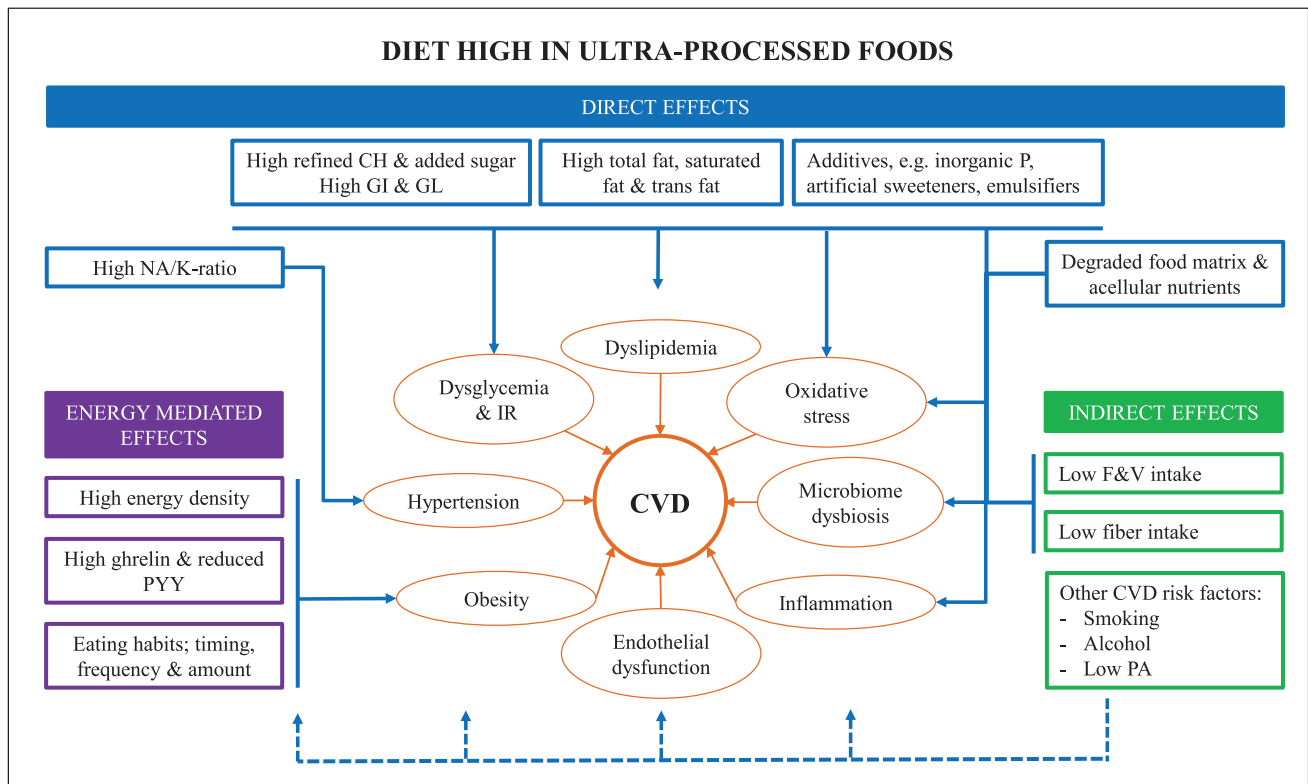 DIET HIGH IN ULTRA-PROCESSED FOODS
DIRECT EFFECTS
High refined CH & added sugar
High GI & GL
High total fat, saturated
fat & trans fat
Additives, e.g. inorganic P,
artificial sweeteners, emulsifiers
High NA/K-ratio
Degraded food matrix &
acellular nutrients
Dyslipidemia
Dysglycemia
& IR
Oxidative
stress
ENERGY MEDIATED
EFFECTS
INDIRECT EFFECTS
High energy density
Hypertension
CVD
Microbiome
dysbiosis
Low F&V intake
High ghrelin & reduced
PYY
Low fiber intake
Obesity
Inflammation
Endothelial
dysfunction
Eating habits; timing,
frequency & amount
Other CVD risk factors:
- Smoking
- Alcohol
- Low PA